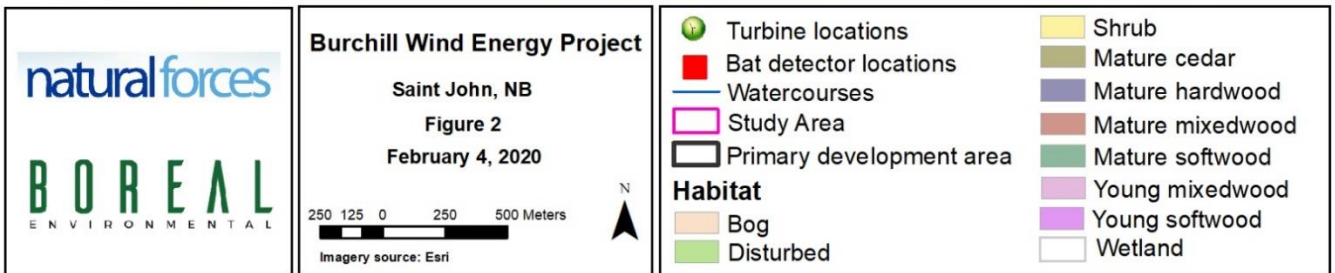 naturalforces
BOREAL
ENVIRONMENTAL
Burchill Wind Energy Project
Saint John, NB
Figure 2
February 4, 2020
N
250 125 0 250 500 Meters
Imagery source: Esri
Turbine locations
Bat detector locations
Watercourses
Study Area
Primary development area
Habitat
Bog
Disturbed
Shrub
Mature cedar
Mature hardwood
Mature mixedwood
Mature softwood
Young mixedwood
Young softwood
Wetland